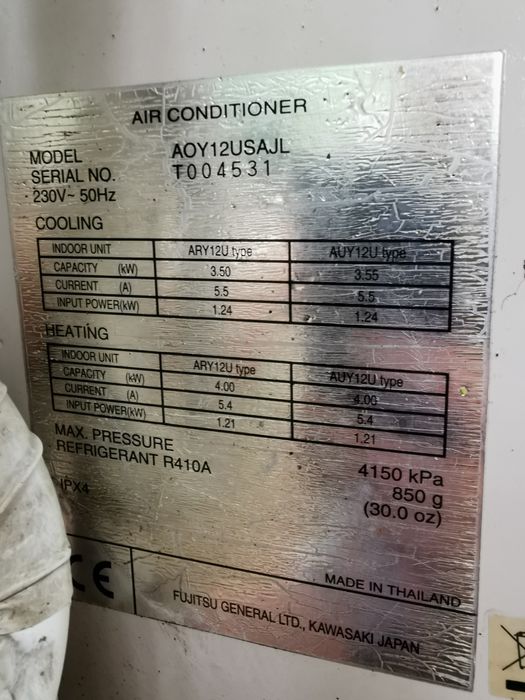 AIR CONDITIONER
MODEL AOY12USAJL
SERIAL NO. T004531
230V~ 50Hz
COOLING
INDOOR UNIT ARY12U type AUY12U type
CAPACITY (kW) 3.50 3.55
CURRENT (A) 5.5 5.5
INPUT POWER(kW) 1.24 1.24
HEATING
INDOOR UNIT ARY12U type AUY12U type
CAPACITY (kW) 4.00 4.00
CURRENT (A) 5.4 5.4
INPUT POWER(kW) 1.21 1.21
MAX. PRESSURE 4150 kPa
REFRIGERANT R410A 850 g
(30.0 oz)
IPX4
CE
MADE IN THAILAND
FUJITSU GENERAL LTD., KAWASAKI JAPAN